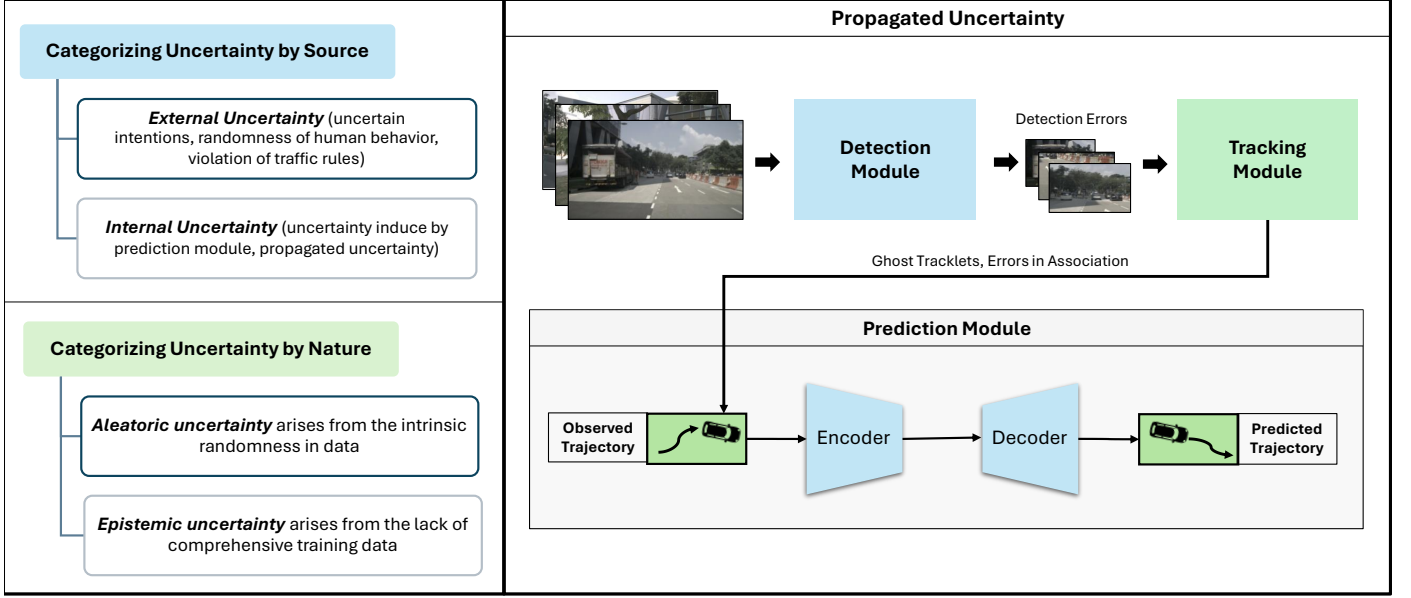 Categorizing Uncertainty by Source
External Uncertainty (uncertain
intentions, randomness of human behavior,
violation of traffic rules)
Internal Uncertainty (uncertainty induce by
prediction module, propagated uncertainty)
Categorizing Uncertainty by Nature
Aleatoric uncertainty arises from the intrinsic
randomness in data
Epistemic uncertainty arises from the lack of
comprehensive training data
Propagated Uncertainty
Detection
Module
Detection Errors
Tracking
Module
Ghost Tracklets, Errors in Association
Prediction Module
Observed
Trajectory
Encoder
Decoder
Predicted
Trajectory